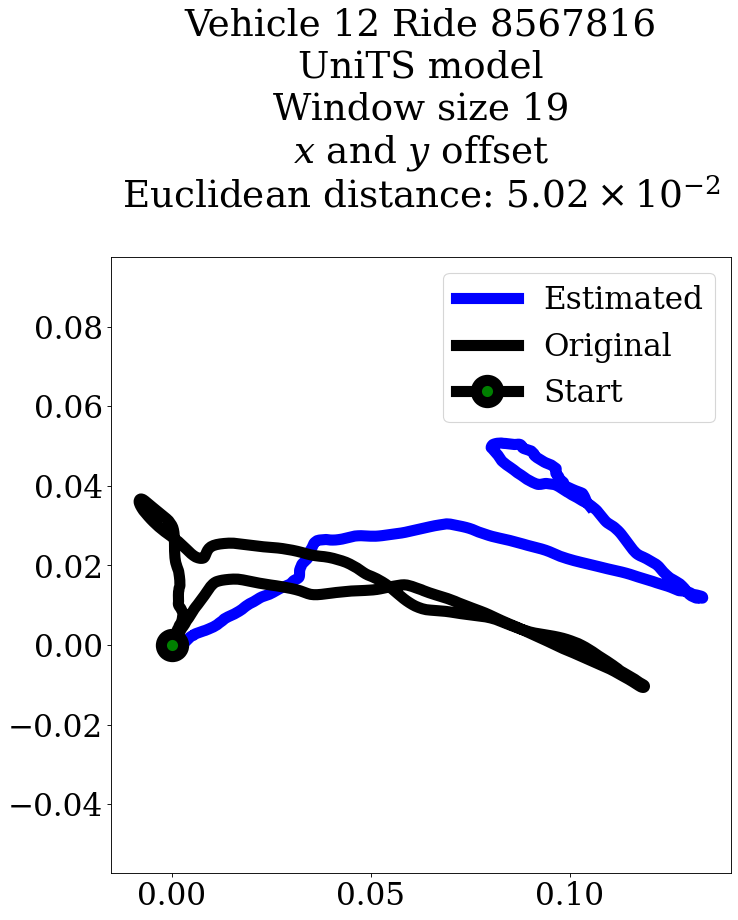 Vehicle 12 Ride 8567816
UniTS model
Window size 19
x and y offset
Euclidean distance: 5.02 × 10⁻²
Estimated
Original
Start
0.08
0.06
0.04
0.02
0.00
−0.02
−0.04
0.00 0.05 0.10